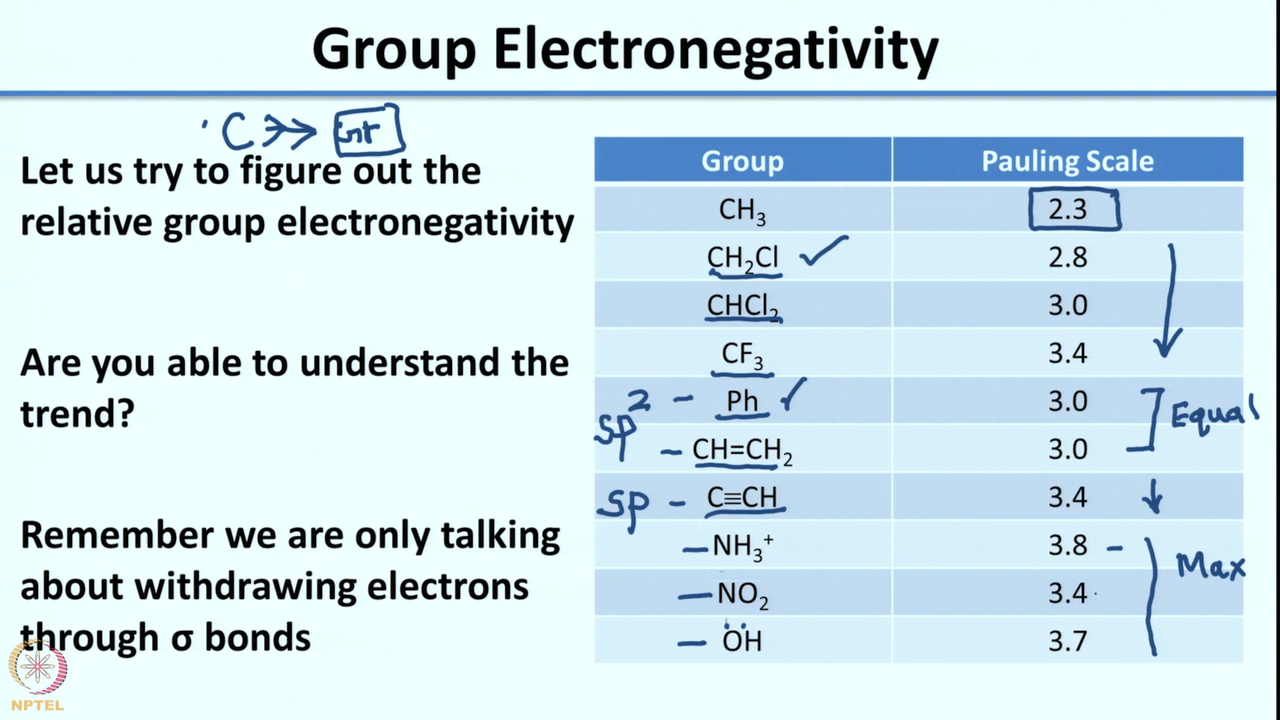 Group Electronegativity
C
Let us try to figure out the
relative group electronegativity
Are you able to understand the
trend?
Remember we are only talking
about withdrawing electrons
through σ bonds
Group Pauling Scale
CH₃ 2.3
CH₂Cl 2.8
CHCl₂ 3.0
CF₃ 3.4
sp² Ph 3.0 Equal
CH=CH₂ 3.0
sp C≡CH 3.4
NH₃⁺ 3.8 Max
NO₂ 3.4
OH 3.7
NPTEL